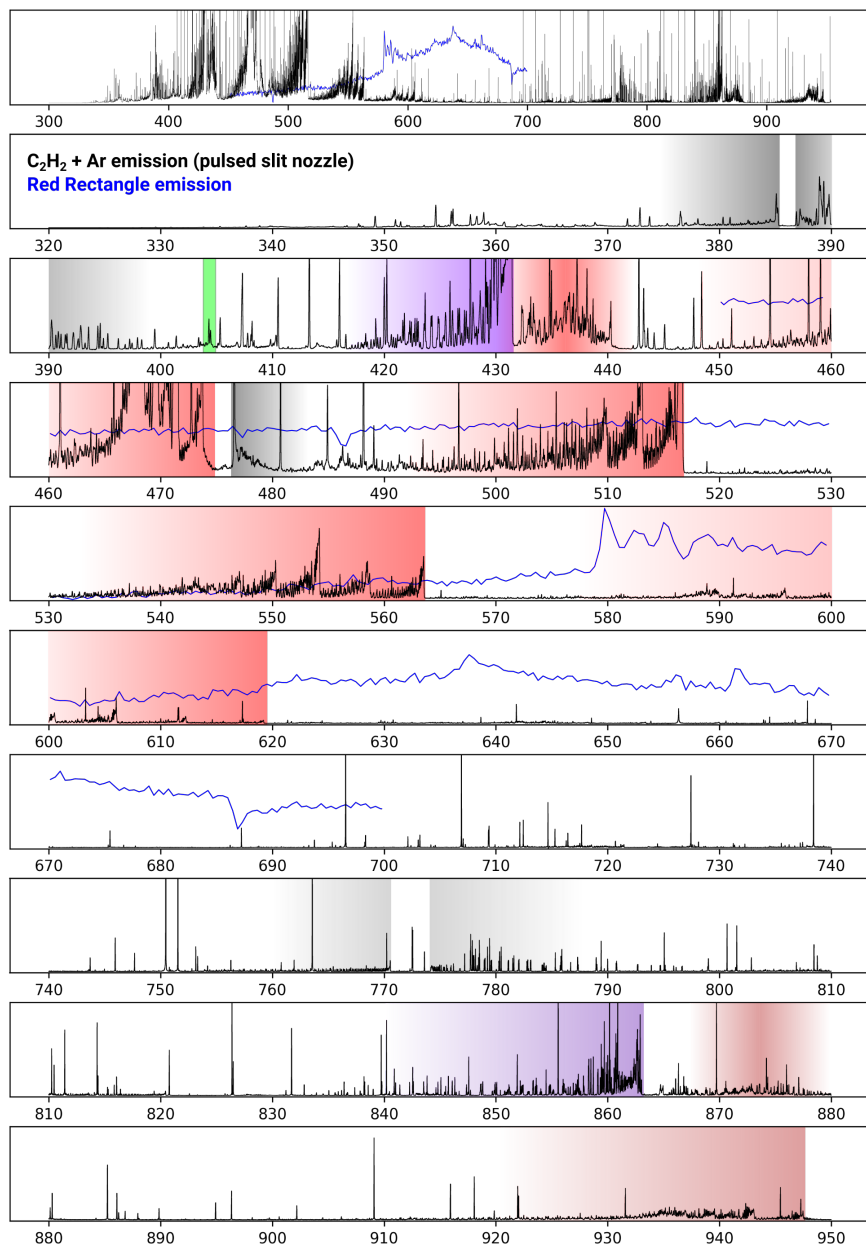 300 400 500 600 700 800 900
C₂H₂ + Ar emission (pulsed slit nozzle)
Red Rectangle emission
320 330 340 350 360 370 380 390
390 400 410 420 430 440 450 460
460 470 480 490 500 510 520 530
530 540 550 560 570 580 590 600
600 610 620 630 640 650 660 670
670 680 690 700 710 720 730 740
740 750 760 770 780 790 800 810
810 820 830 840 850 860 870 880
880 890 900 910 920 930 940 950